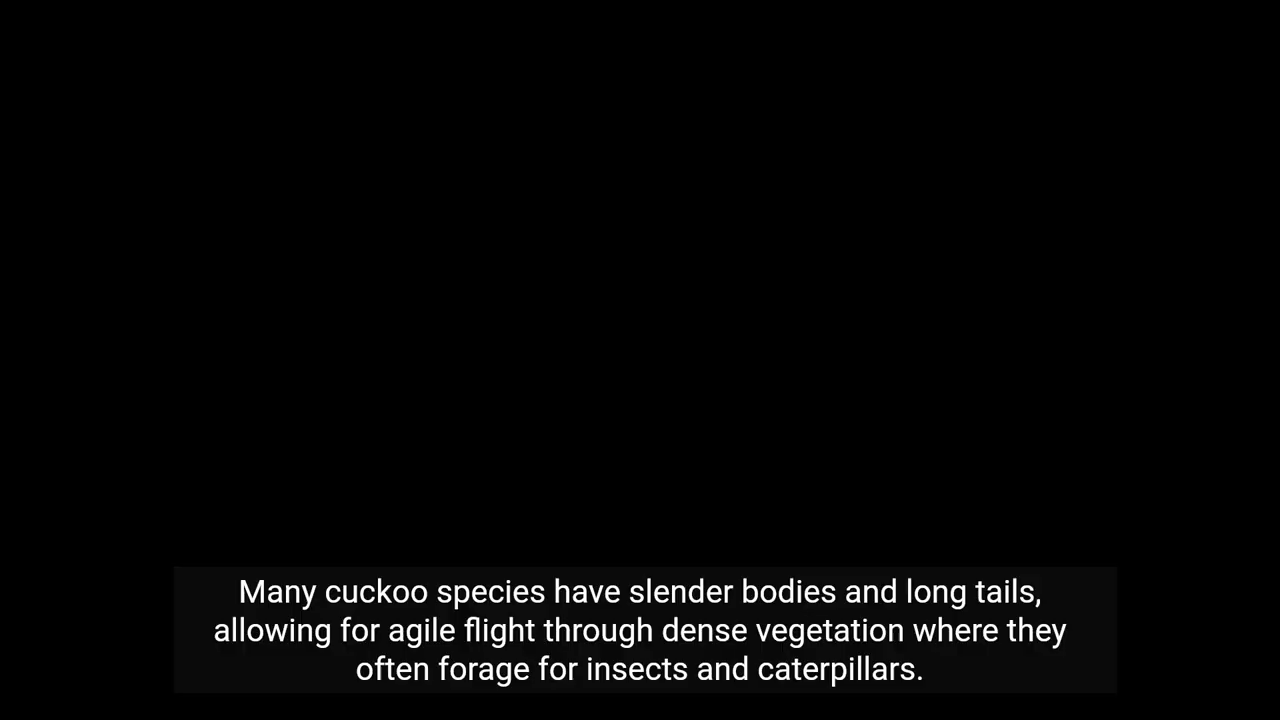 Many cuckoo species have slender bodies and long tails,
allowing for agile flight through dense vegetation where they
often forage for insects and caterpillars.